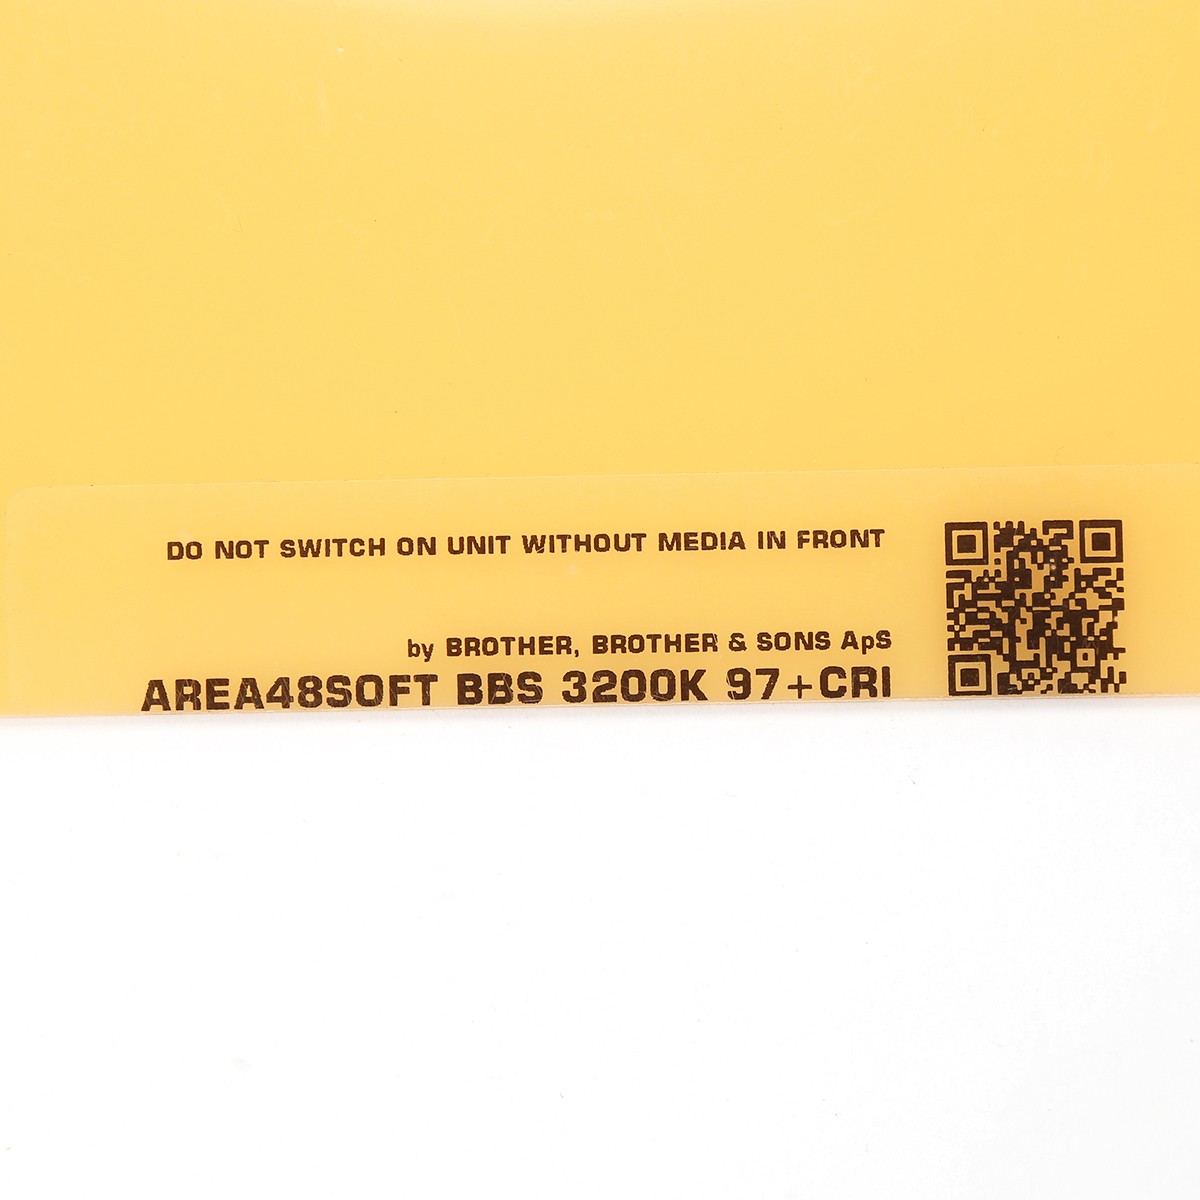 DO NOT SWITCH ON UNIT WITHOUT MEDIA IN FRONT
by BROTHER, BROTHER & SONS ApS
AREA48SOFT BBS 3200K 97+CRI